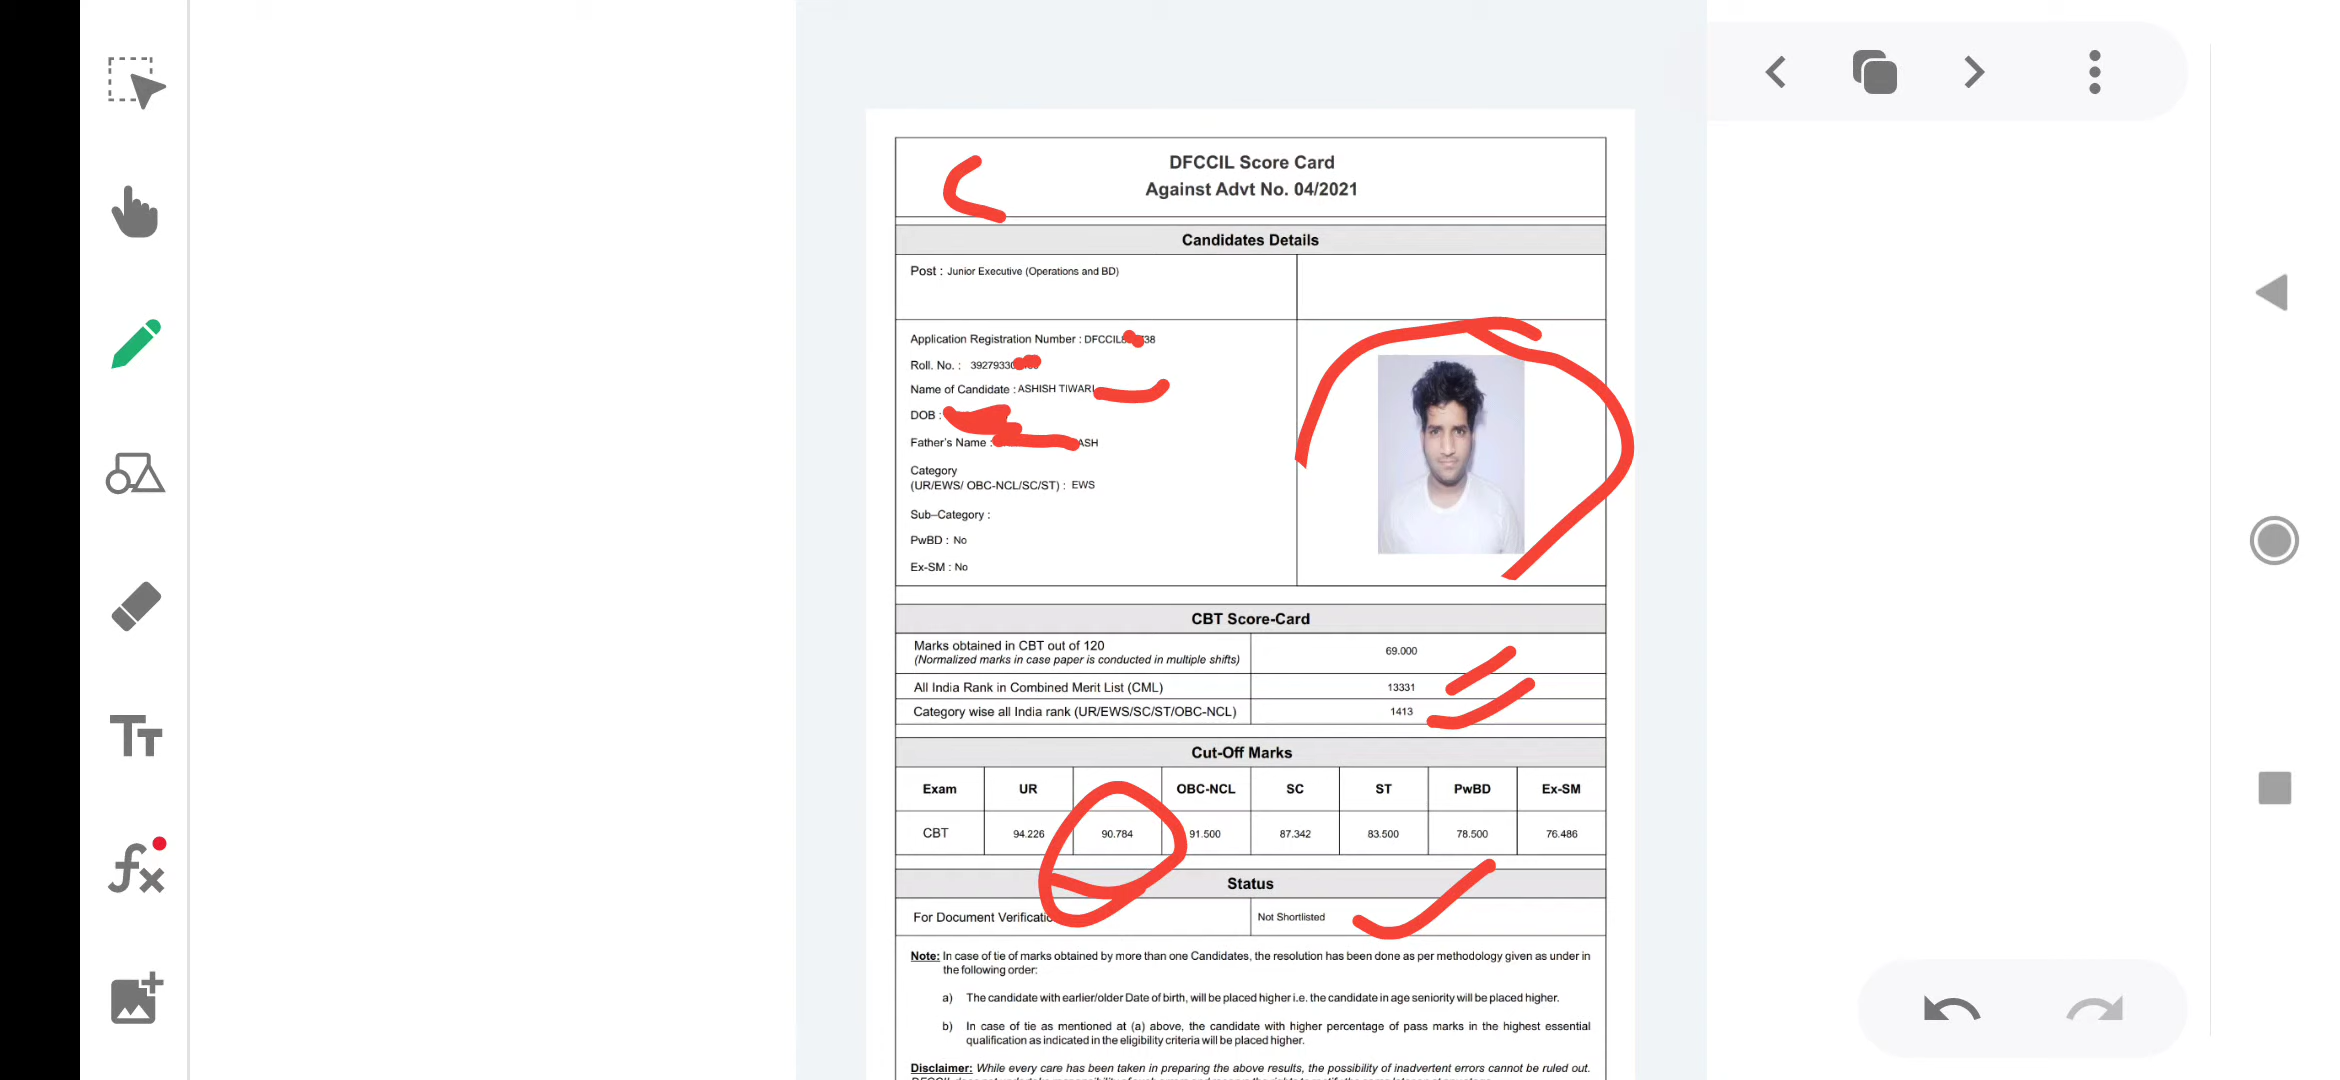 DFCCIL Score Card
Against Advt No. 04/2021
Candidates Details
Post : Junior Executive (Operations and BD)
Application Registration Number : DFCCIL 38
Roll. No. : 3927933
Name of Candidate : ASHISH TIWARI
DOB :
Father's Name : ASH
Category
(UR/EWS/ OBC-NCL/SC/ST) : EWS
Sub–Category :
PwBD : No
Ex-SM : No
CBT Score-Card
Marks obtained in CBT out of 120
(Normalized marks in case paper is conducted in multiple shifts)
69.000
All India Rank in Combined Merit List (CML) 13331
Category wise all India rank (UR/EWS/SC/ST/OBC-NCL) 1413
Cut-Off Marks
Exam UR OBC-NCL SC ST PwBD Ex-SM
CBT 94.226 90.784 91.500 87.342 83.500 78.500 76.486
Status
For Document Verification Not Shortlisted
Note: In case of tie of marks obtained by more than one Candidates, the resolution has been done as per methodology given as under in
the following order:
a) The candidate with earlier/older Date of birth, will be placed higher i.e. the candidate in age seniority will be placed higher.
b) In case of tie as mentioned at (a) above, the candidate with higher percentage of pass marks in the highest essential
qualification as indicated in the eligibility criteria will be placed higher.
Disclaimer: While every care has been taken in preparing the above results, the possibility of inadvertent errors cannot be ruled out.